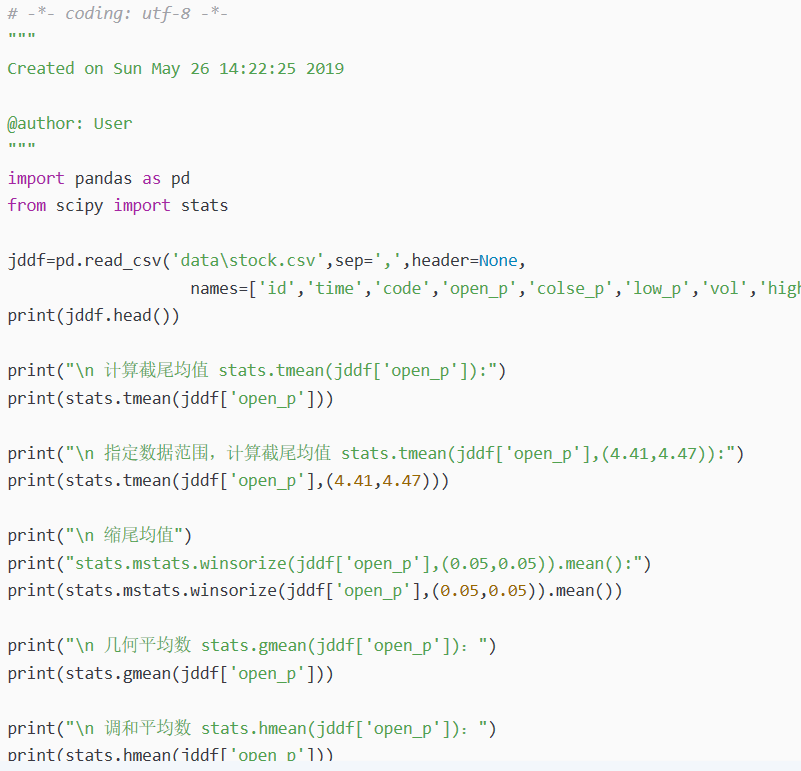 # -*- coding: utf-8 -*-
"""
Created on Sun May 26 14:22:25 2019
@author: User
"""
import pandas as pd
from scipy import stats
jddf=pd.read_csv('data\stock.csv',sep=',',header=None,
names=['id','time','code','open_p','colse_p','low_p','vol','high
print(jddf.head())
print("\n 计算截尾均值 stats.tmean(jddf['open_p']):")
print(stats.tmean(jddf['open_p']))
print("\n 指定数据范围，计算截尾均值 stats.tmean(jddf['open_p'],(4.41,4.47)):")
print(stats.tmean(jddf['open_p'],(4.41,4.47)))
print("\n 缩尾均值")
print("stats.mstats.winsorize(jddf['open_p'],(0.05,0.05)).mean():")
print(stats.mstats.winsorize(jddf['open_p'],(0.05,0.05)).mean())
print("\n 几何平均数 stats.gmean(jddf['open_p'])：")
print(stats.gmean(jddf['open_p']))
print("\n 调和平均数 stats.hmean(jddf['open_p'])：")
print(stats.hmean(jddf['open_p']))